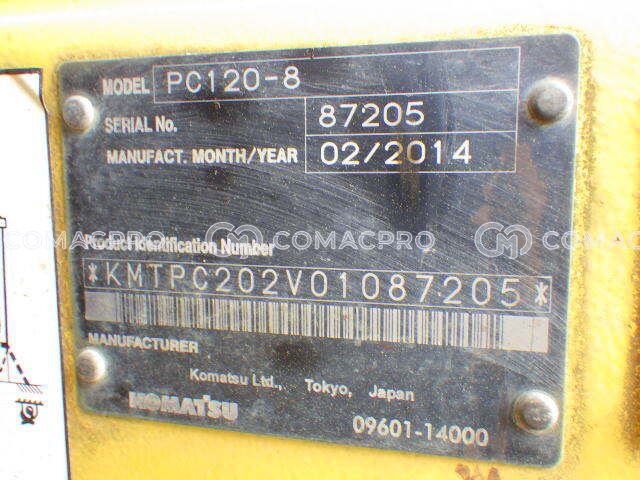 MODEL PC120-8
SERIAL No. 87205
MANUFACT. MONTH/YEAR 02/2014
COMACPRO COMACPRO COMACPRO
Product Identification Number
*KMTPC202V01087205*
MANUFACTURER
Komatsu Ltd., Tokyo, Japan
KOMATSU 09601-14000